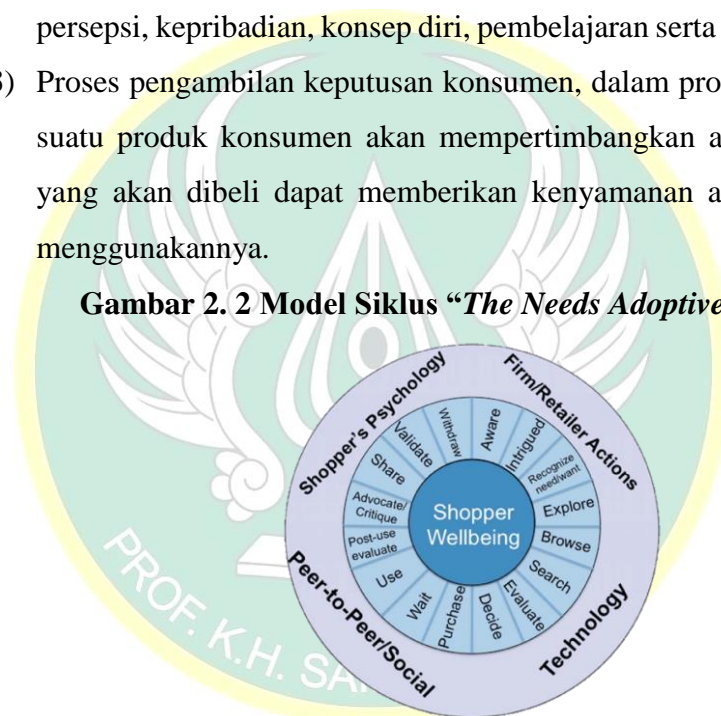 persepsi, kepribadian, konsep diri, pembelajaran serta
3) Proses pengambilan keputusan konsumen, dalam pro
suatu produk konsumen akan mempertimbangkan a
yang akan dibeli dapat memberikan kenyamanan a
menggunakannya.
Gambar 2. 2 Model Siklus “The Needs Adoptive
Shopper's Psychology
Firm/Retailer Actions
Technology
Peer-to-Peer/Social
Aware
Intrigued
Recognize
need/want
Explore
Browse
Search
Evaluate
Decide
Purchase
Wait
Use
Post-use
evaluate
Advocate/
Critique
Share
Validate
Withdraw
Shopper
Wellbeing
PROF. K.H. SA